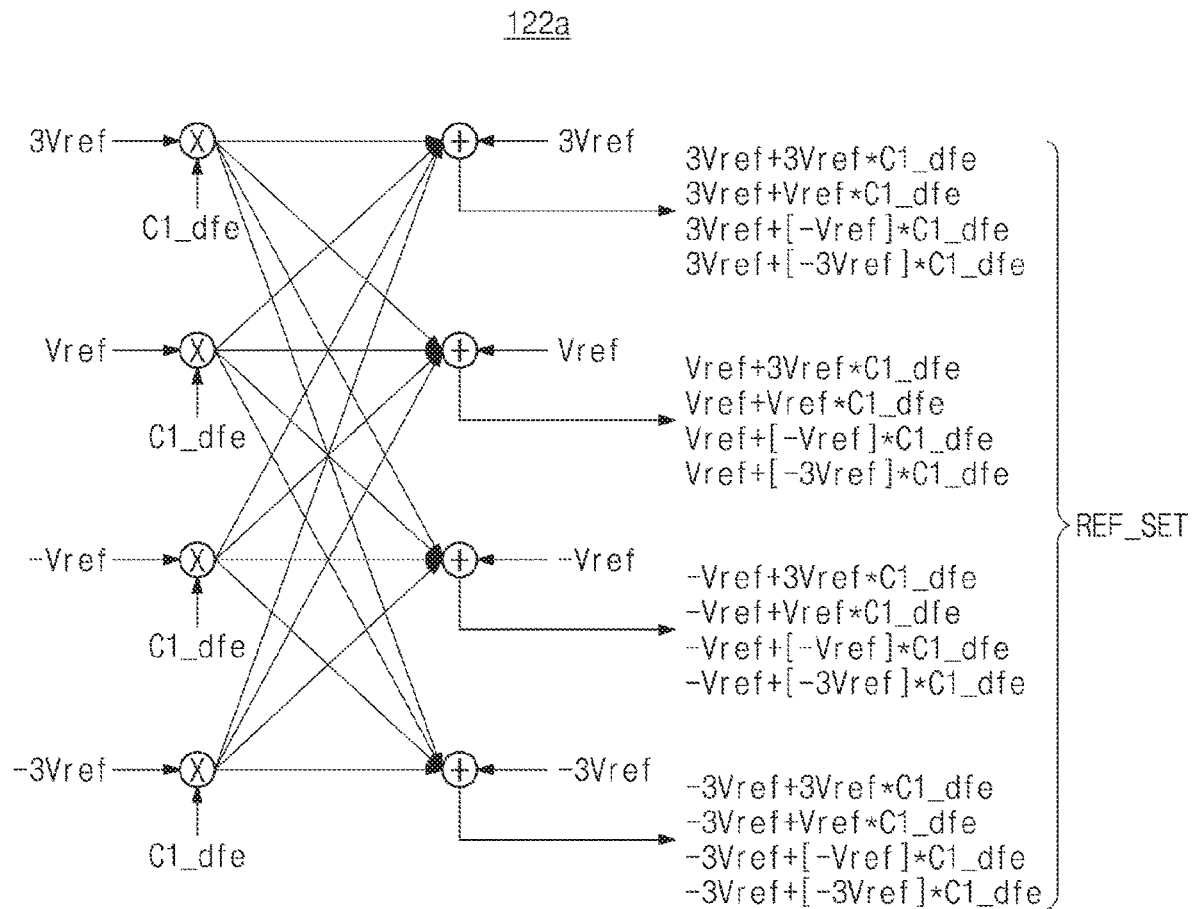 122a
3Vref
X
C1_dfe
+
3Vref
3Vref+3Vref*C1_dfe
3Vref+Vref*C1_dfe
3Vref+[-Vref]*C1_dfe
3Vref+[-3Vref]*C1_dfe
Vref
X
C1_dfe
+
Vref
Vref+3Vref*C1_dfe
Vref+Vref*C1_dfe
Vref+[-Vref]*C1_dfe
Vref+[-3Vref]*C1_dfe
REF_SET
-Vref
X
C1_dfe
+
-Vref
-Vref+3Vref*C1_dfe
-Vref+Vref*C1_dfe
-Vref+[-Vref]*C1_dfe
-Vref+[-3Vref]*C1_dfe
-3Vref
X
C1_dfe
+
-3Vref
-3Vref+3Vref*C1_dfe
-3Vref+Vref*C1_dfe
-3Vref+[-Vref]*C1_dfe
-3Vref+[-3Vref]*C1_dfe